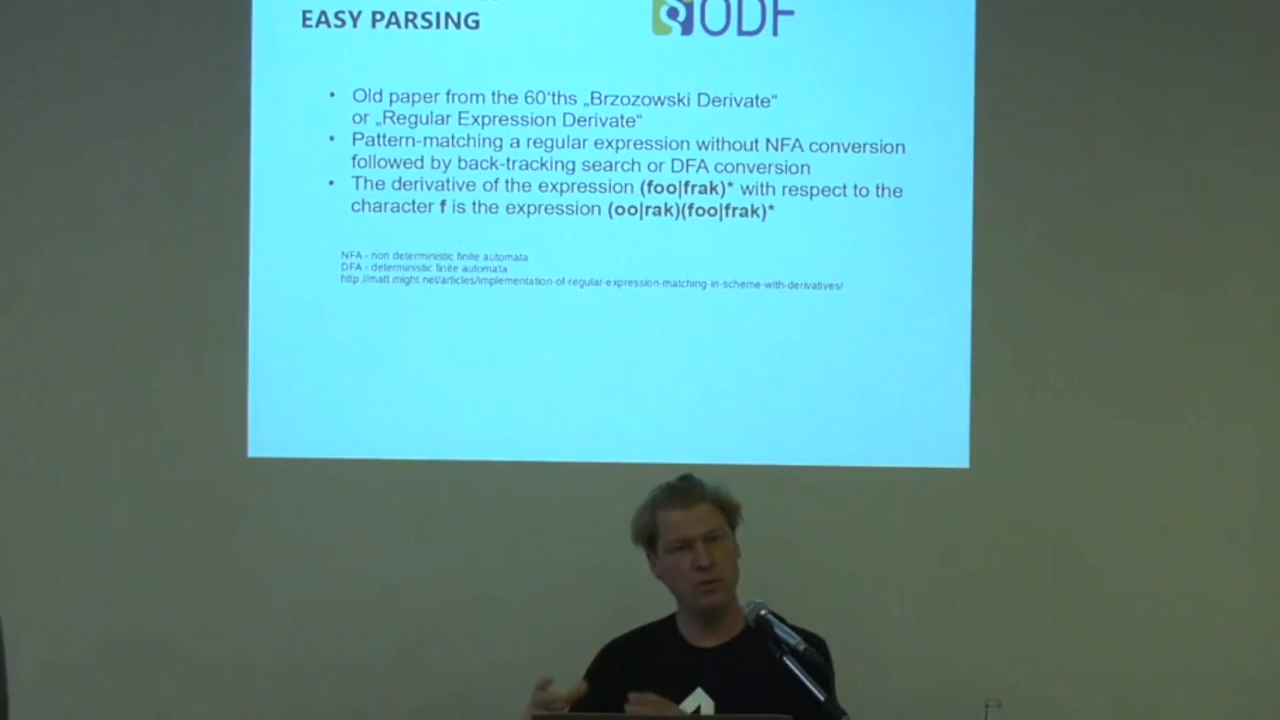 EASY PARSING
ODF
• Old paper from the 60'ths „Brzozowski Derivate“
or „Regular Expression Derivate“
• Pattern-matching a regular expression without NFA conversion
followed by back-tracking search or DFA conversion
• The derivative of the expression (foo|frak)* with respect to the
character f is the expression (oo|rak)(foo|frak)*
NFA - non deterministic finite automata
DFA - deterministic finite automata
http://matt.might.net/articles/implementation-of-regular-expression-matching-in-scheme-with-derivatives/